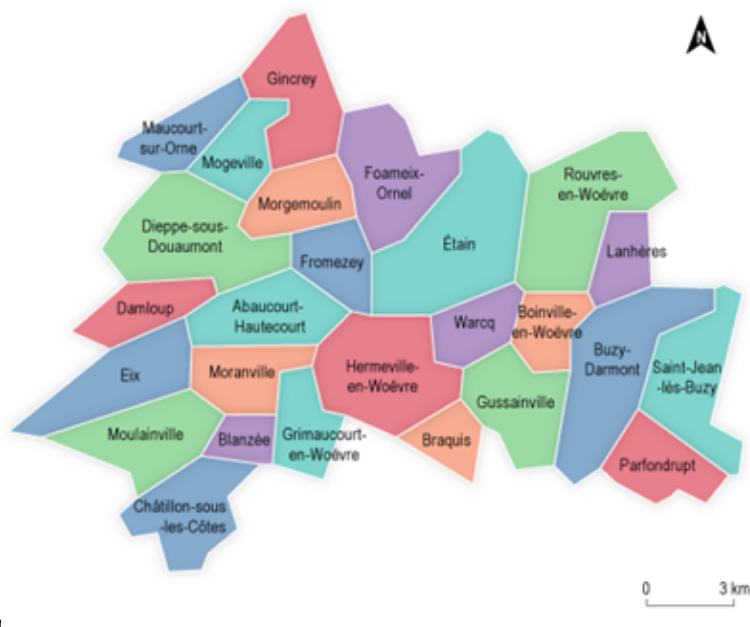 N
Gincrey
Maucourt-
sur-Orne
Mogeville
Foameix-
Ornel
Rouvres-
en-Woëvre
Morgemoulin
Dieppe-sous-
Douaumont
Étain
Lanhères
Fromezey
Damloup
Abaucourt-
Hautecourt
Warcq
Boinville-
en-Woëvre
Eix
Moranville
Hermeville-
en-Woëvre
Buzy-
Darmont
Saint-Jean
-lès-Buzy
Gussainville
Moulainville
Blanzée
Grimaucourt-
en-Woëvre
Braquis
Parfondrupt
Châtillon-sous
-les-Côtes
0 3 km